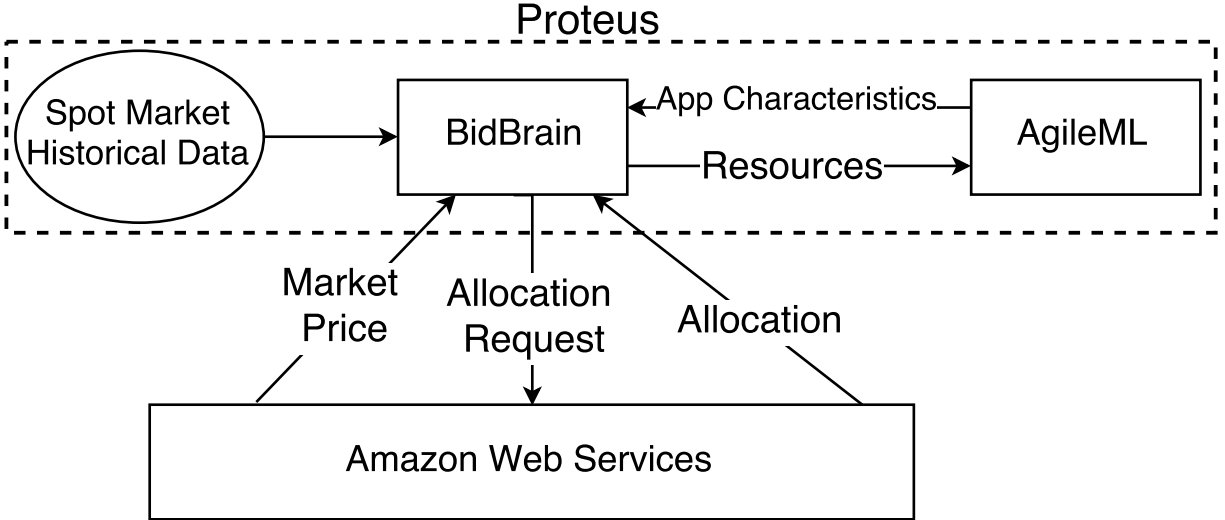 Proteus
Spot Market
Historical Data
BidBrain
App Characteristics
Resources
AgileML
Market
Price
Allocation
Request
Allocation
Amazon Web Services